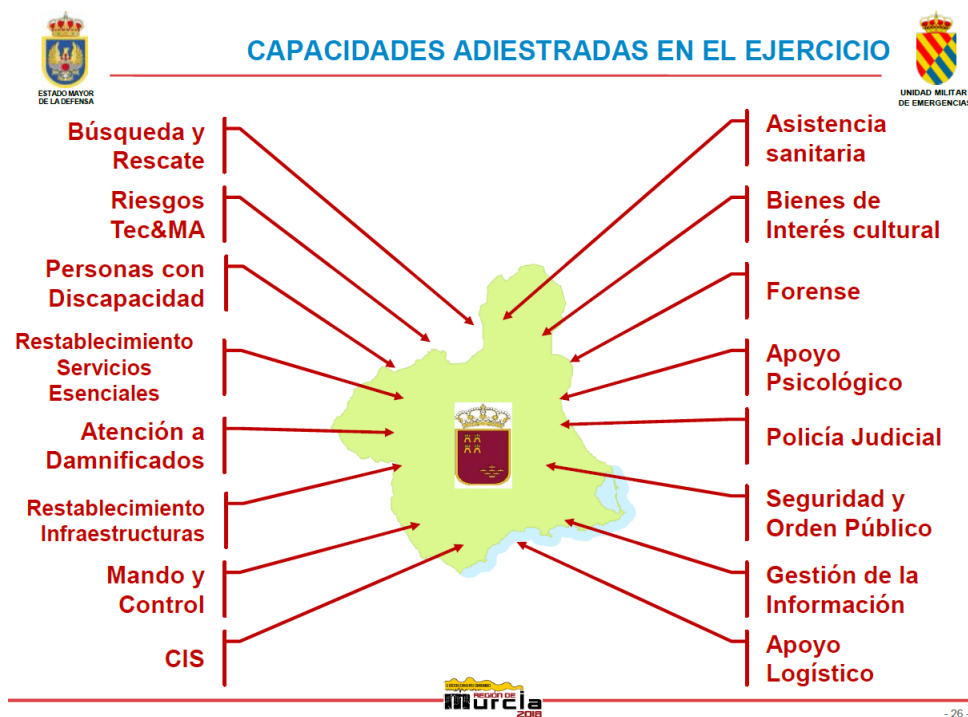 CAPACIDADES ADIESTRADAS EN EL EJERCICIO
ESTADO MAYOR
DE LA DEFENSA
UNIDAD MILITAR
DE EMERGENCIAS
Búsqueda y
Rescate
Riesgos
Tec&MA
Personas con
Discapacidad
Restablecimiento
Servicios
Esenciales
Atención a
Damnificados
Restablecimiento
Infraestructuras
Mando y
Control
CIS
Asistencia
sanitaria
Bienes de
Interés cultural
Forense
Apoyo
Psicológico
Policía Judicial
Seguridad y
Orden Público
Gestión de la
Información
Apoyo
Logístico
REGIÓN DE
murcia
2018
- 26 -